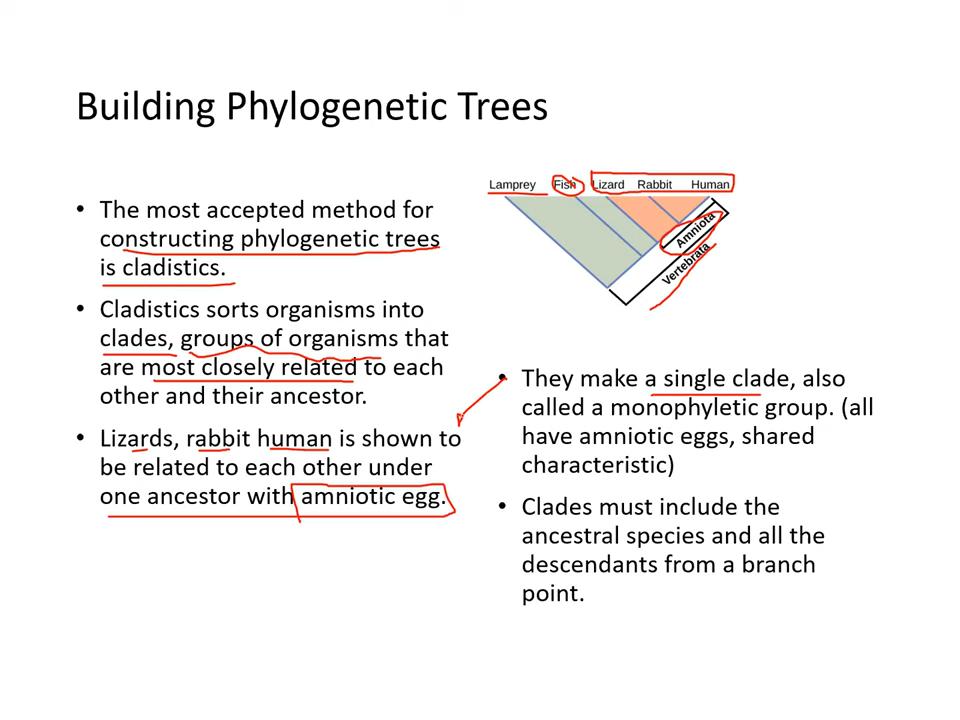 Building Phylogenetic Trees
• The most accepted method for
constructing phylogenetic trees
is cladistics.
• Cladistics sorts organisms into
clades, groups of organisms that
are most closely related to each
other and their ancestor.
• Lizards, rabbit human is shown to
be related to each other under
one ancestor with amniotic egg.
Lamprey Fish Lizard Rabbit Human
Amniota
Vertebrata
• They make a single clade, also
called a monophyletic group. (all
have amniotic eggs, shared
characteristic)
• Clades must include the
ancestral species and all the
descendants from a branch
point.